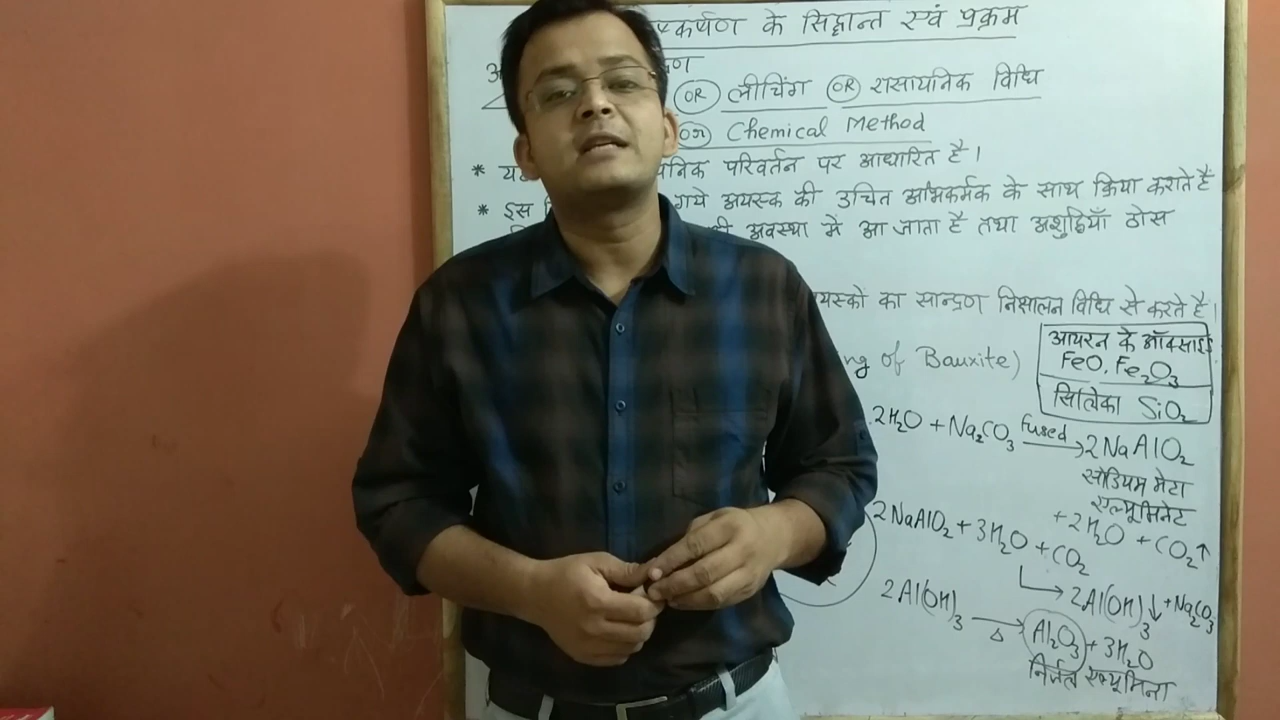 ष्कर्षण के सिद्धान्त एवं प्रक्रम
OR लीचिंग OR रासायनिक विधि
OR Chemical Method
* निक परिवर्तन पर आधारित है।
* इस गये अयस्क की उचित अभिकर्मक के साथ क्रिया कराते है
अवस्था में आ जाता है तथा अशुद्धियाँ ठोस
यस्को का सान्द्रण निक्षालन विधि से करते है।
ng of Bauxite)
आयरन के ऑक्साइड
FeO, Fe₂O₃
सिलिका SiO₂
.2H₂O + Na₂CO₃ fused → 2NaAlO₂
सोडियम मेटा
एल्यूमिनेट
+ 2H₂O + CO₂↑
2NaAlO₂ + 3H₂O + CO₂
→ 2Al(OH)₃↓ + Na₂CO₃
2Al(OH)₃ → Δ Al₂O₃ + 3H₂O
निर्जल एल्यूमिना